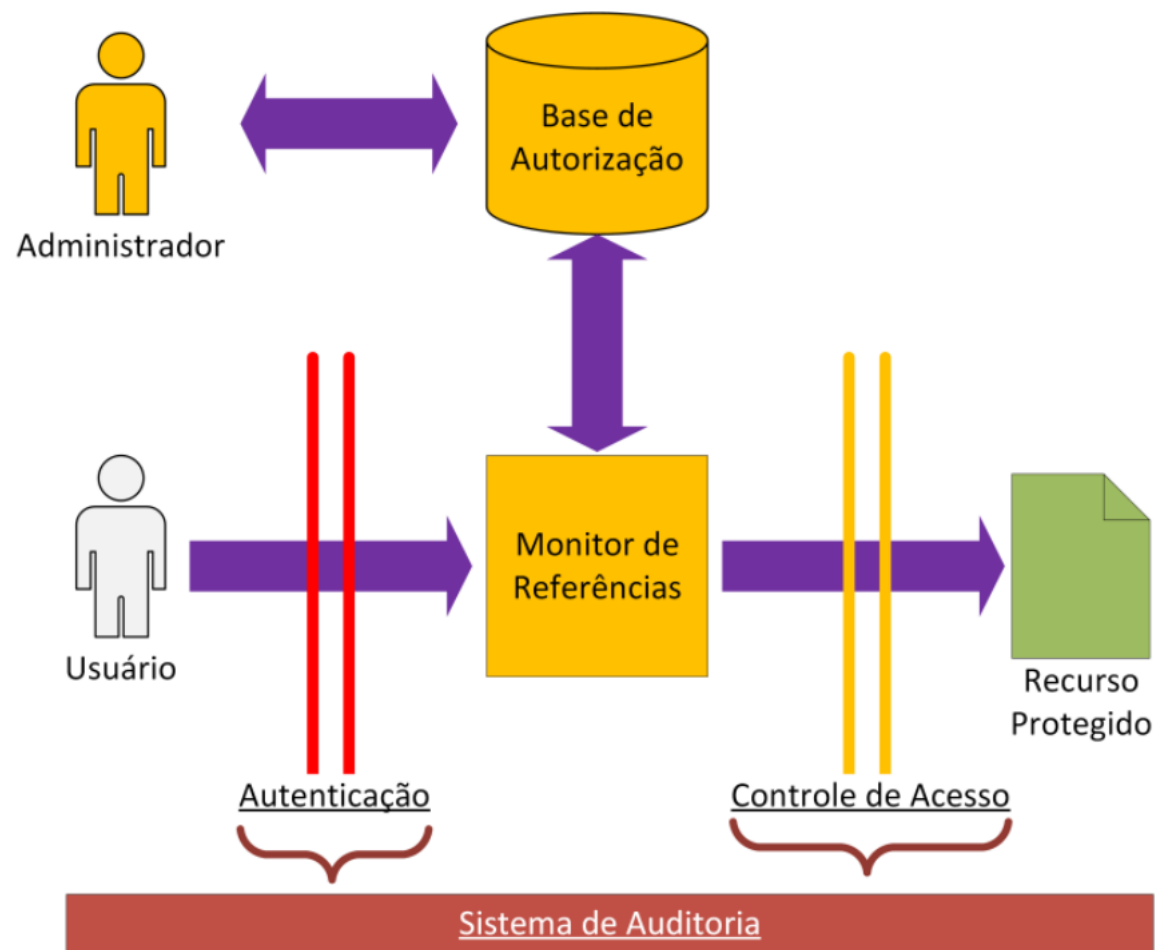 Base de
Autorização
Administrador
Monitor de
Referências
Usuário
Recurso
Protegido
Autenticação
Controle de Acesso
Sistema de Auditoria